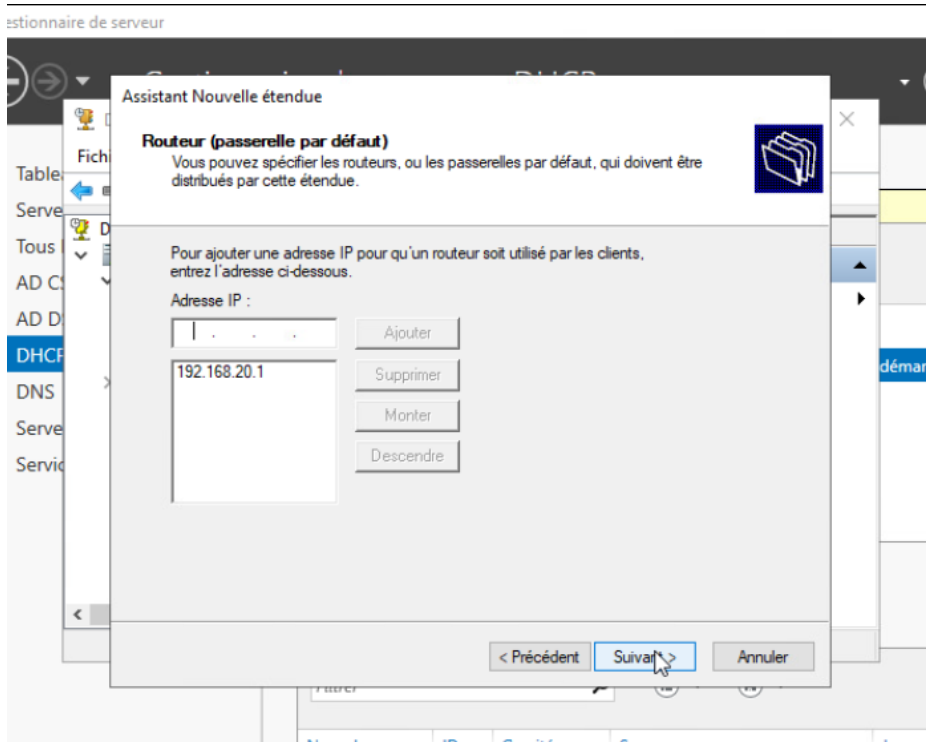 estionnaire de serveur
Assistant Nouvelle étendue
Routeur (passerelle par défaut)
Vous pouvez spécifier les routeurs, ou les passerelles par défaut, qui doivent être
distribués par cette étendue.
Fichi
Table
Serve
Tous
AD CS
AD D
DHCP
DNS
Serve
Servic
D
Pour ajouter une adresse IP pour qu'un routeur soit utilisé par les clients,
entrez l'adresse ci-dessous.
Adresse IP :
. . .
Ajouter
192.168.20.1
Supprimer
Monter
Descendre
démar
< Précédent
Suivant >
Annuler
Filtrer